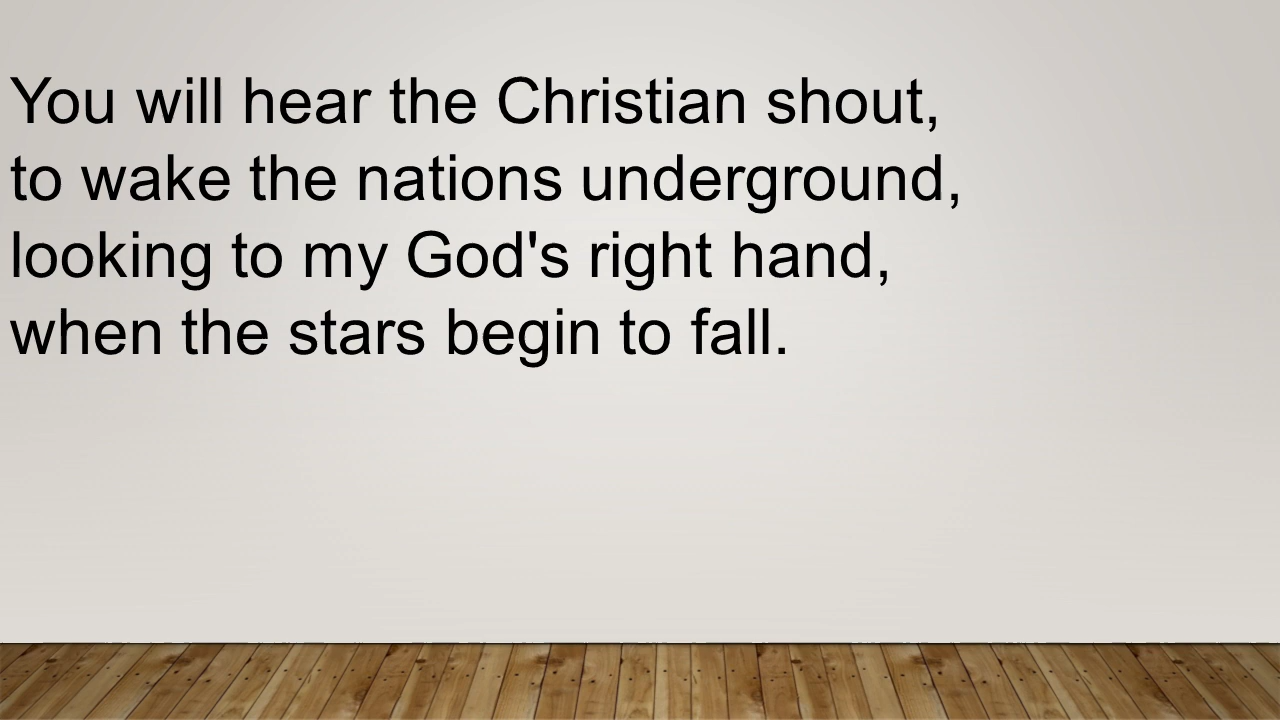 You will hear the Christian shout,
to wake the nations underground,
looking to my God's right hand,
when the stars begin to fall.